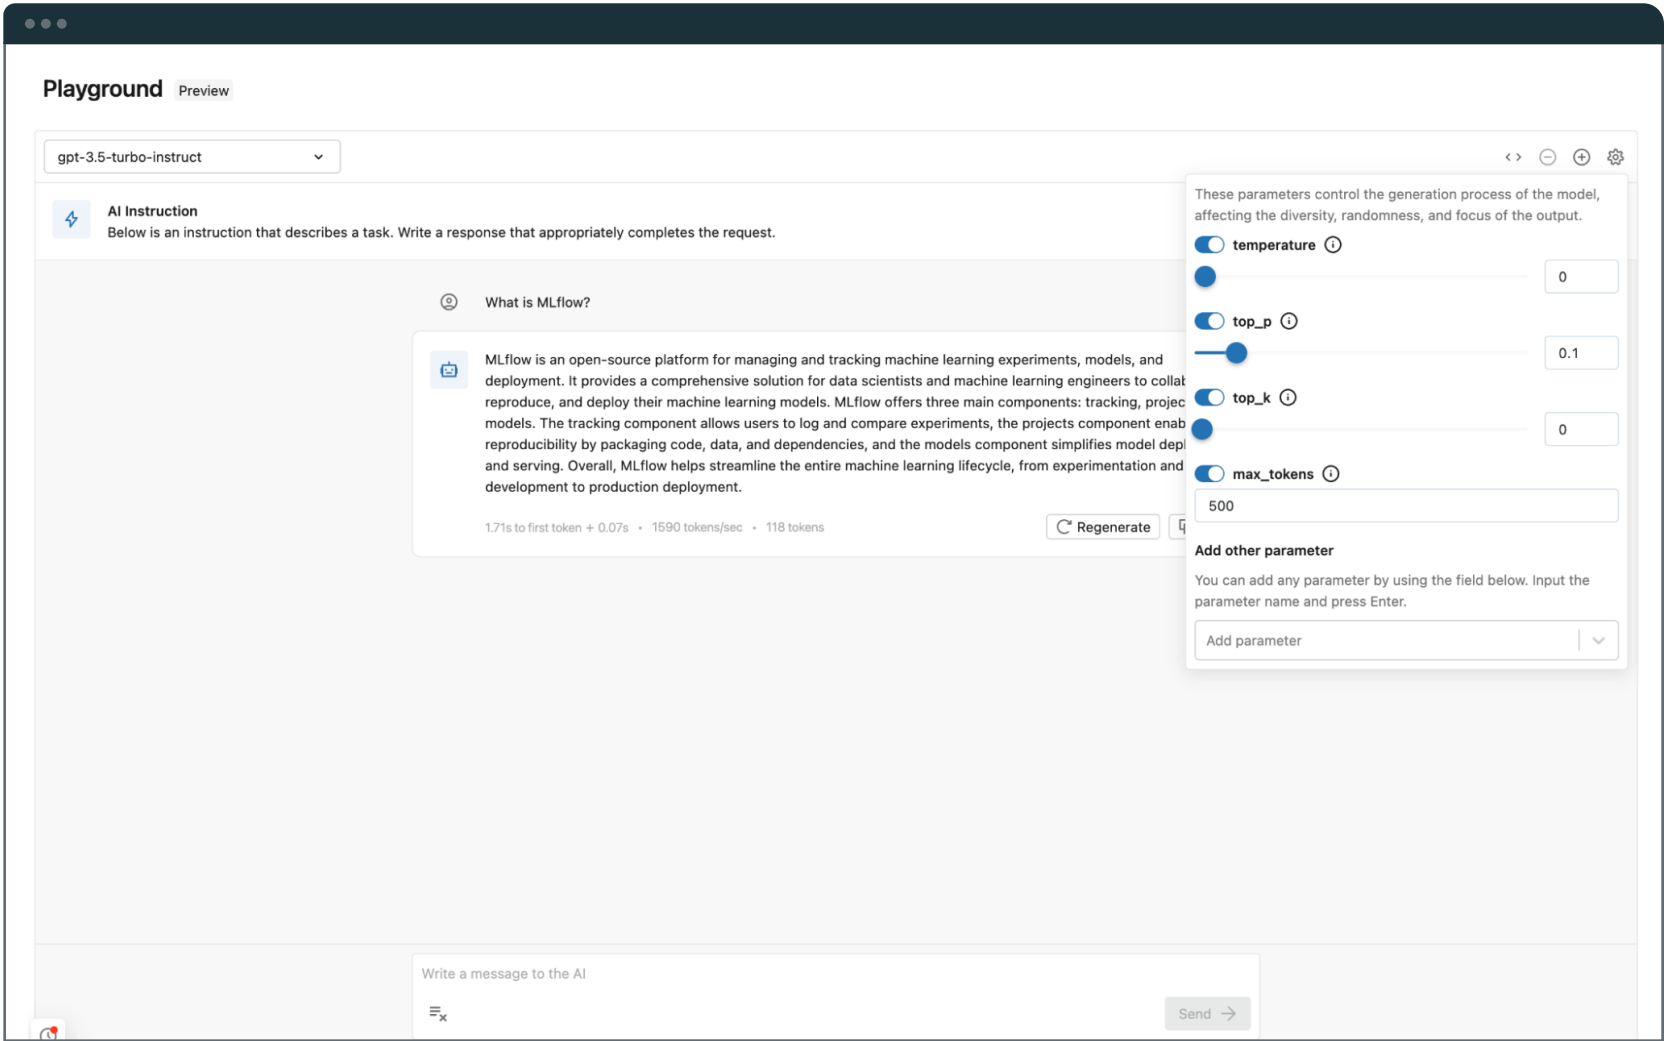 Playground Preview
gpt-3.5-turbo-instruct
AI Instruction
Below is an instruction that describes a task. Write a response that appropriately completes the request.
What is MLflow?
MLflow is an open-source platform for managing and tracking machine learning experiments, models, and
deployment. It provides a comprehensive solution for data scientists and machine learning engineers to collab
reproduce, and deploy their machine learning models. MLflow offers three main components: tracking, projec
models. The tracking component allows users to log and compare experiments, the projects component enab
reproducibility by packaging code, data, and dependencies, and the models component simplifies model depl
and serving. Overall, MLflow helps streamline the entire machine learning lifecycle, from experimentation and
development to production deployment.
1.71s to first token + 0.07s • 1590 tokens/sec • 118 tokens
Regenerate
These parameters control the generation process of the model,
affecting the diversity, randomness, and focus of the output.
temperature
0
top_p
0.1
top_k
0
max_tokens
500
Add other parameter
You can add any parameter by using the field below. Input the
parameter name and press Enter.
Add parameter
Write a message to the AI
Send